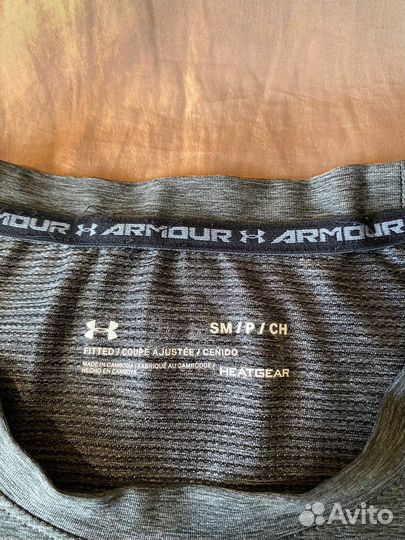 ARMOUR ARMOUR
SM / P / CH
FITTED / COUPE AJUSTÉE / CEÑIDO
MADE IN CAMBODIA / FABRIQUÉ AU CAMBODGE /
HECHO EN CAMBOYA
HEATGEAR
Avito